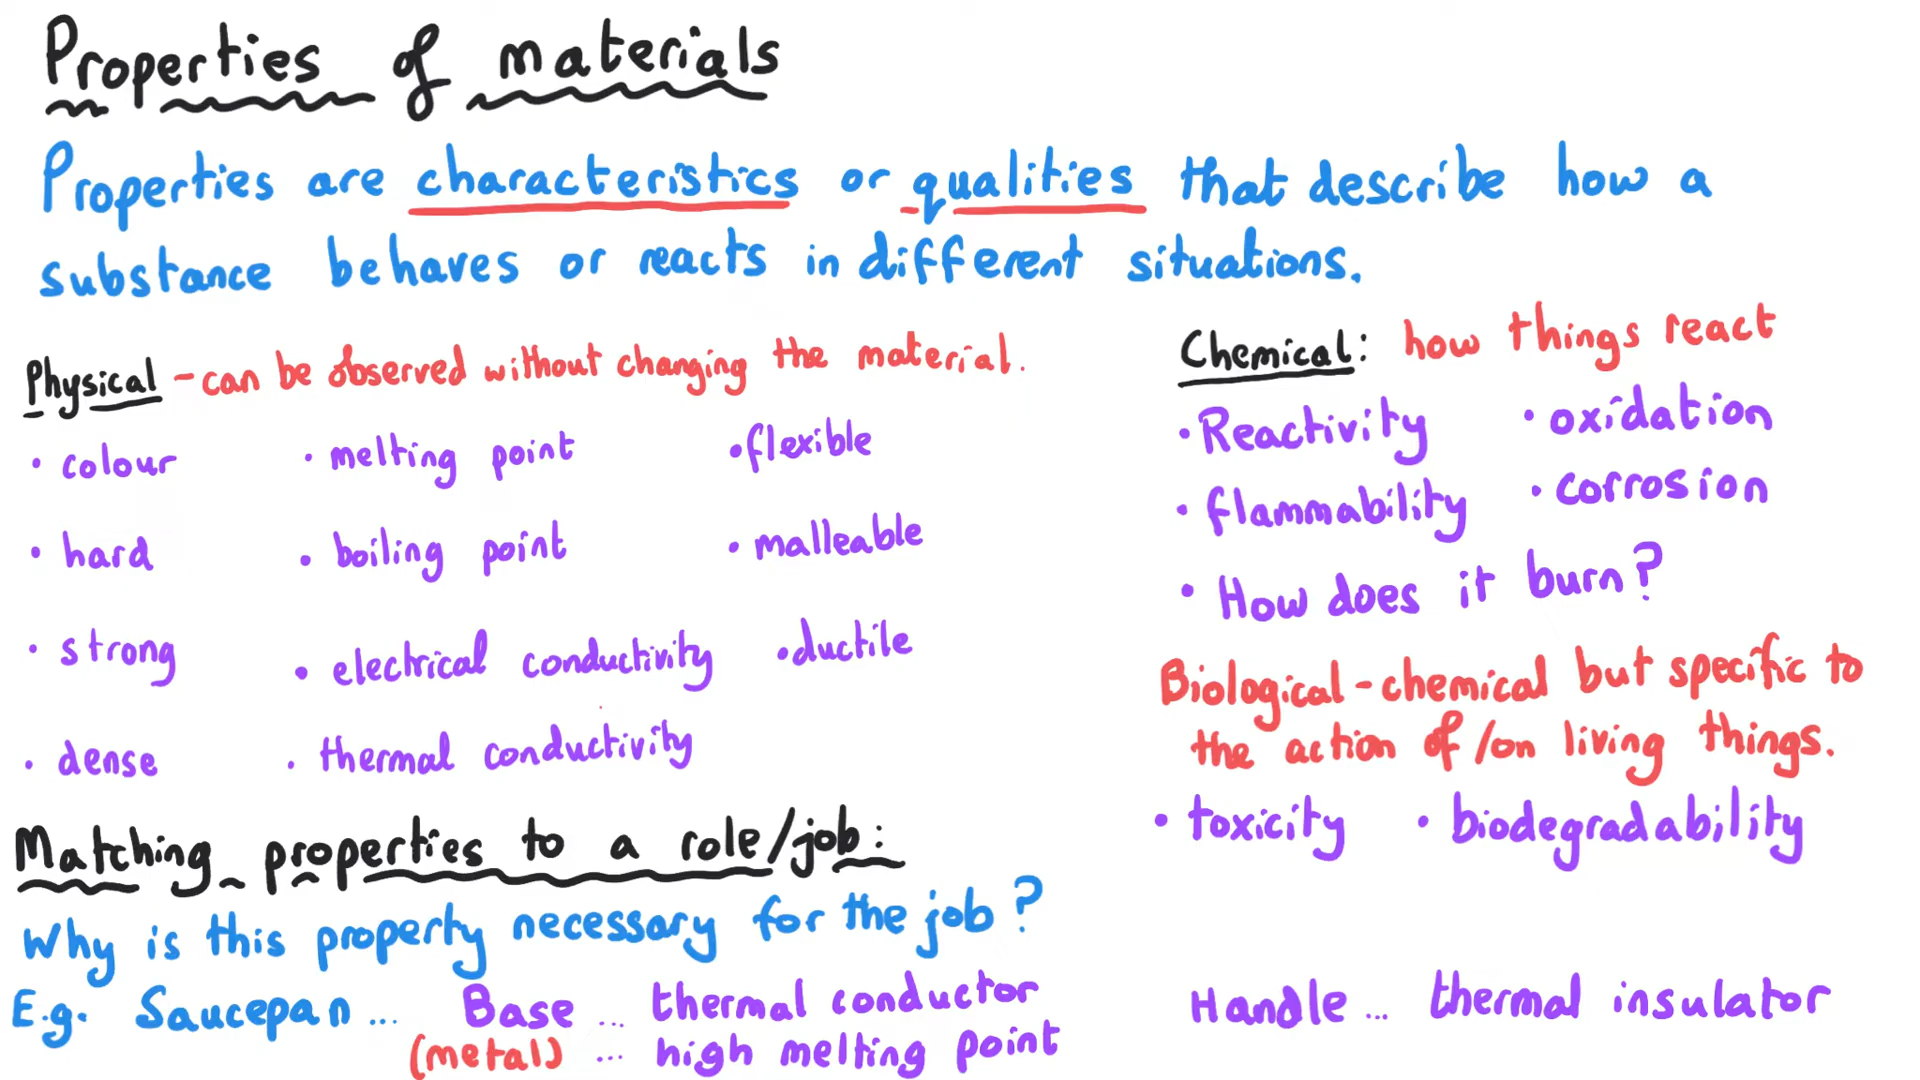 Properties of materials
Properties are characteristics or qualities that describe how a
substance behaves or reacts in different situations.
Physical - can be observed without changing the material.
• colour • melting point • flexible
• hard • boiling point • malleable
• strong • electrical conductivity • ductile
• dense • thermal conductivity
Chemical: how things react
• Reactivity • oxidation
• flammability • corrosion
• How does it burn?
Biological - chemical but specific to
the action of /on living things.
• toxicity • biodegradability
Matching properties to a role/job:
Why is this property necessary for the job?
E.g. Saucepan ... Base ... thermal conductor Handle ... thermal insulator
(metal) ... high melting point